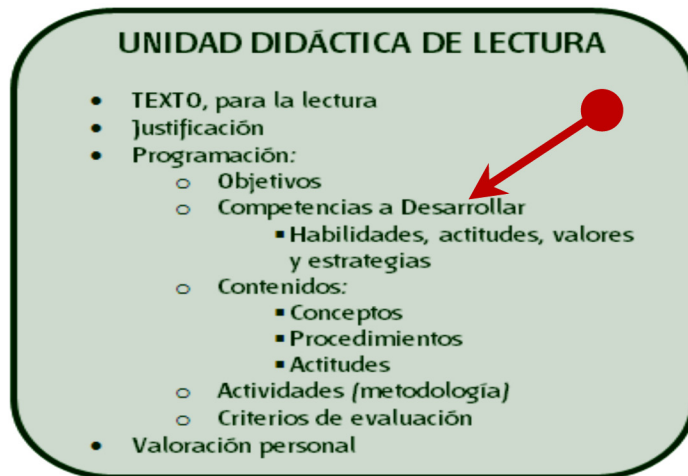 UNIDAD DIDÁCTICA DE LECTURA
• TEXTO, para la lectura
• Justificación
• Programación:
o Objetivos
o Competencias a Desarrollar
▪ Habilidades, actitudes, valores
y estrategias
o Contenidos:
▪ Conceptos
▪ Procedimientos
▪ Actitudes
o Actividades (metodología)
o Criterios de evaluación
• Valoración personal